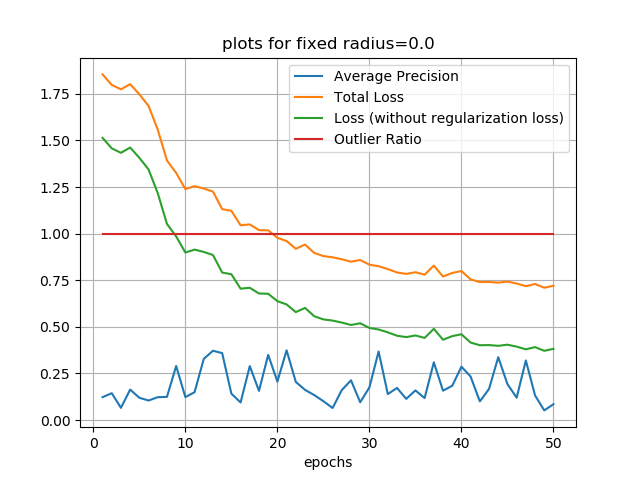 plots for fixed radius=0.0
Average Precision
Total Loss
Loss (without regularization loss)
Outlier Ratio
1.75
1.50
1.25
1.00
0.75
0.50
0.25
0.00
0 10 20 30 40 50
epochs